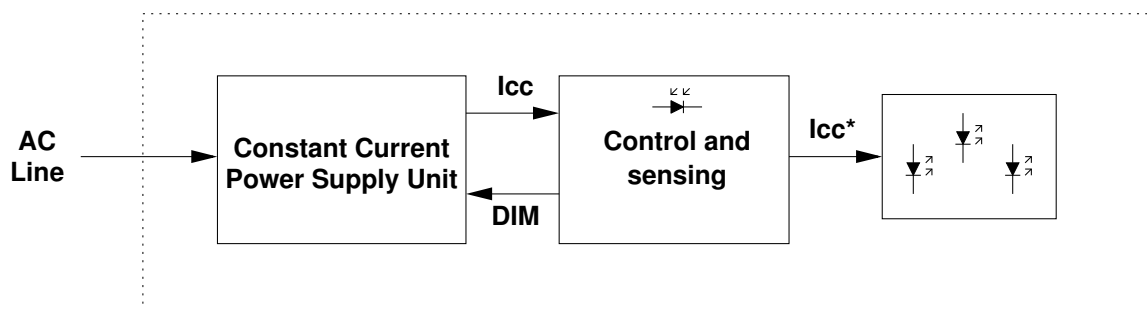 AC
Line
Constant Current
Power Supply Unit
Icc
DIM
Control and
sensing
Icc*